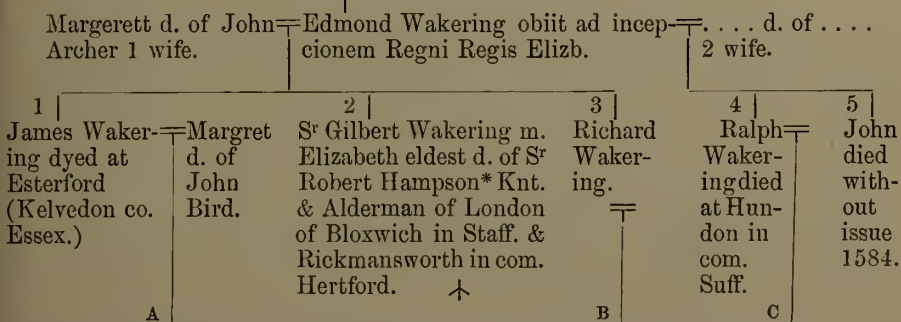 Margerett d. of John
Archer 1 wife.
Edmond Wakering obiit ad incep-
cionem Regni Regis Elizb.
. . . . d. of . . . .
2 wife.
1
James Waker-
ing dyed at
Esterford
(Kelvedon co.
Essex.)
Margret
d. of
John
Bird.
A
2
Sr Gilbert Wakering m.
Elizabeth eldest d. of Sr
Robert Hampson* Knt.
& Alderman of London
of Bloxwich in Staff. &
Rickmansworth in com.
Hertford.
3
Richard
Waker-
ing.
B
4
Ralph
Waker-
ingdied
at Hun-
don in
com.
Suff.
C
5
John
died
with-
out
issue
1584.